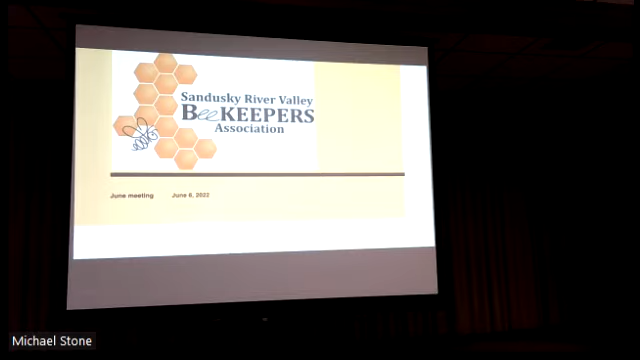 Sandusky River Valley
BeeKEEPERS
Association
June meeting June 6, 2022
Michael Stone